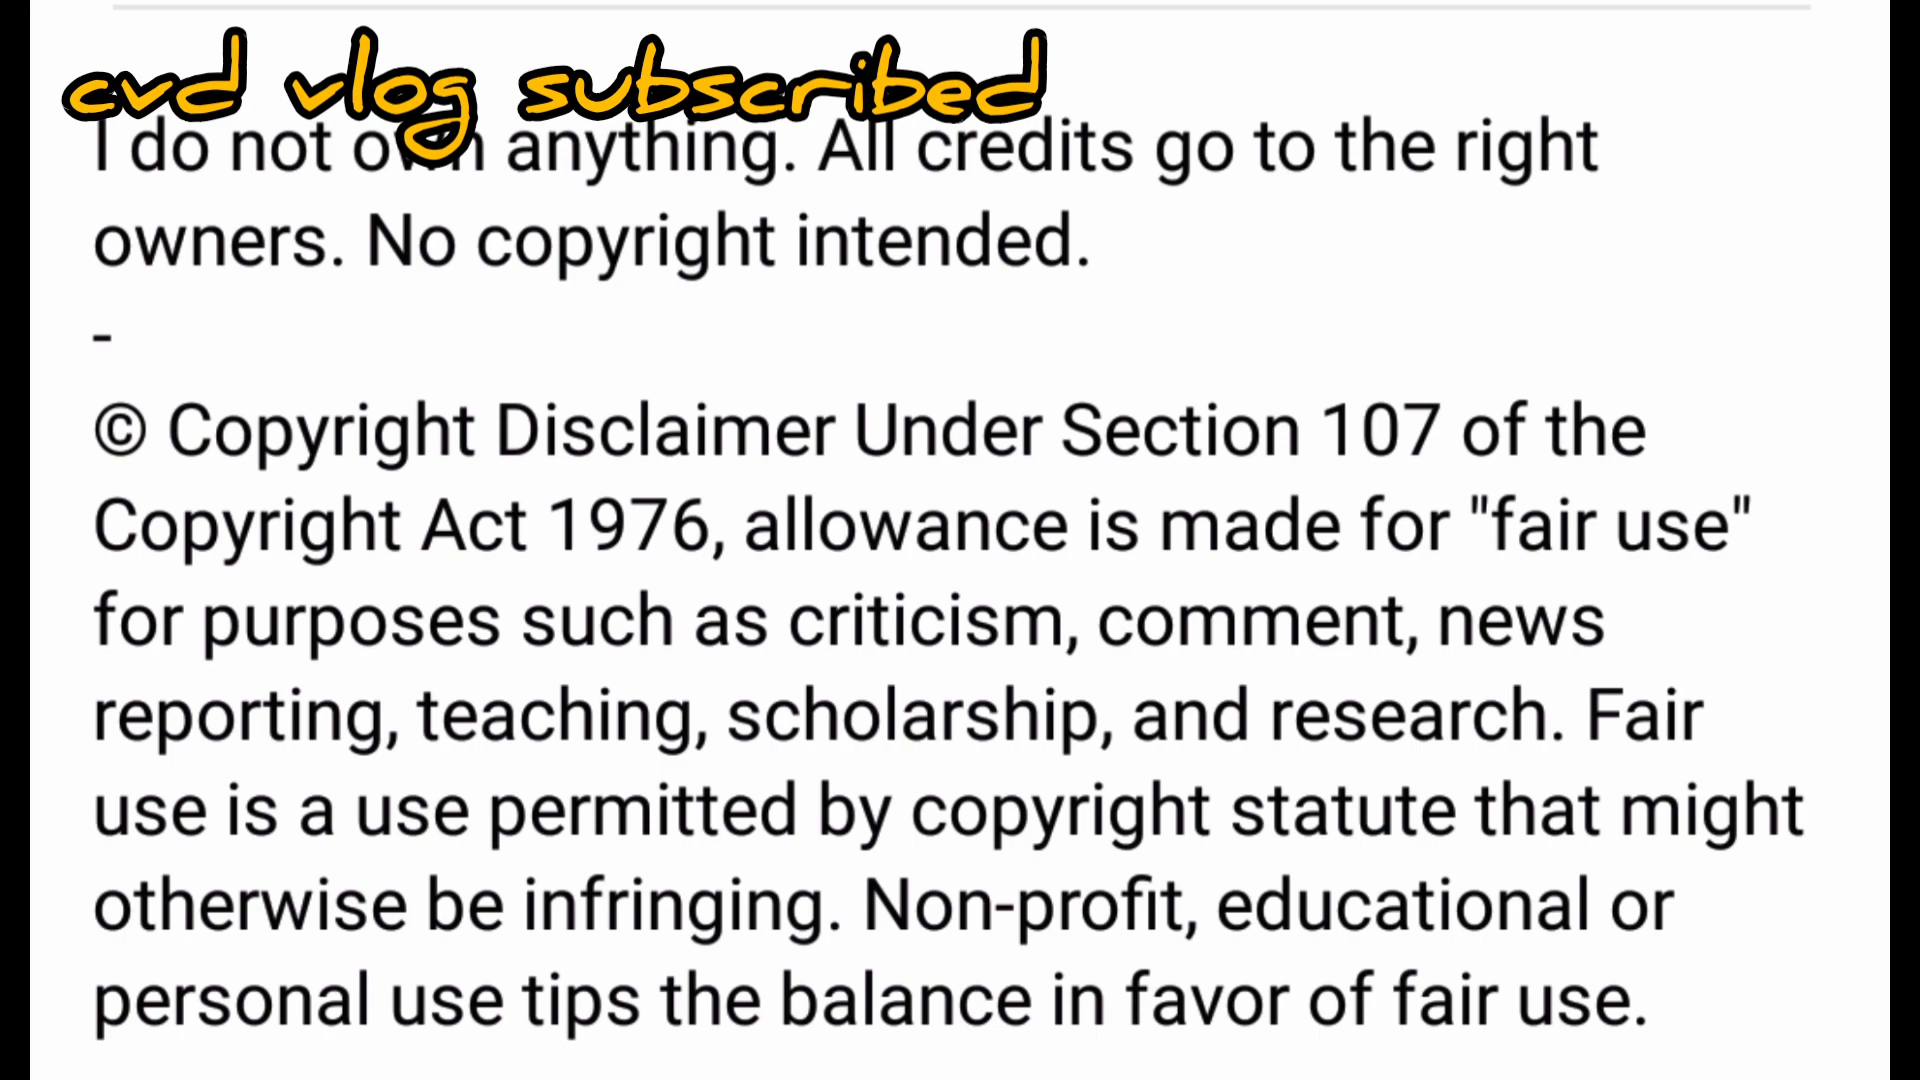 cvd vlog subscribed
I do not own anything. All credits go to the right
owners. No copyright intended.
-
© Copyright Disclaimer Under Section 107 of the
Copyright Act 1976, allowance is made for "fair use"
for purposes such as criticism, comment, news
reporting, teaching, scholarship, and research. Fair
use is a use permitted by copyright statute that might
otherwise be infringing. Non-profit, educational or
personal use tips the balance in favor of fair use.